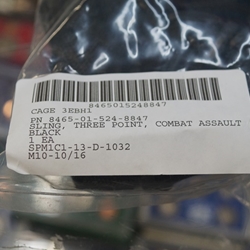 8465015248847
CAGE 3EBH1
PN 8465-01-524-8847
SLING, THREE POINT, COMBAT ASSAULT
BLACK
1 EA
SPM1C1-13-D-1032
M10-10/16